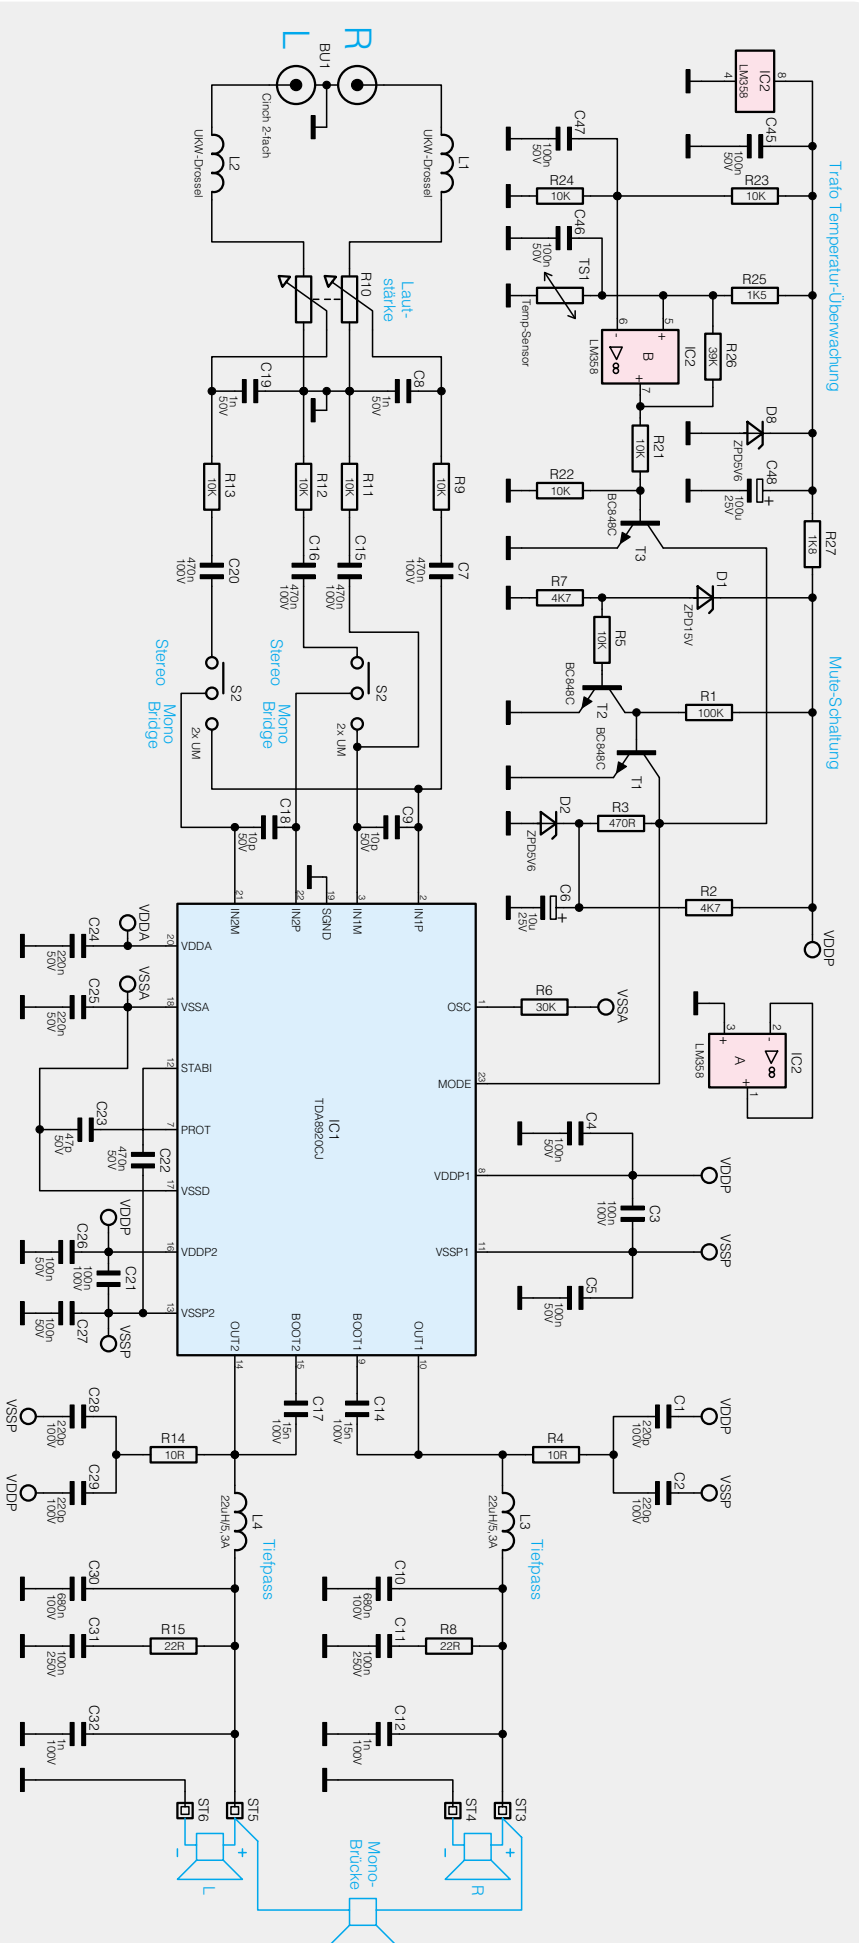 R
L
BU1
Cinch 2-fach
L1
UKW-Drossel
L2
UKW-Drossel
Laut-
stärke
R10
C19
1n
50V
C8
1n
50V
R13
10K
R12
10K
R11
10K
R9
10K
C20
470n
100V
C16
470n
100V
C15
470n
100V
C7
470n
100V
Stereo
Mono
Bridge
S2
2x UM
Stereo
Mono
Bridge
S2
2x UM
C18
10p
50V
C9
10p
50V
Trafo Temperatur-Überwachung
IC2
LM358
8
4
C45
100n
50V
C47
100n
50V
R24
10K
R23
10K
C46
100n
50V
TS1
Temp-Sensor
R25
1K5
R26
39K
IC2
B
LM358
6
5
7
-
+
+
8
R21
10K
D8
ZPD5V6
C48
100u
25V
+
R22
10K
BC848C
T3
R27
1K8
Mute-Schaltung
R7
4K7
D1
ZPD15V
R5
10K
BC848C
T2
R1
100K
BC848C
T1
D2
ZPD5V6
R3
470R
C6
10u
25V
+
R2
4K7
VDDP
IC2
A
LM358
2
3
1
-
+
+
8
R6
30K
VSSA
21
IN2M
22
IN2P
19
SGND
3
IN1M
2
IN1P
IC1
TDA8920CJ
20
VDDA
18
VSSA
12
STABI
7
PROT
17
VSSD
16
VDDP2
13
VSSP2
1
OSC
23
MODE
8
VDDP1
11
VSSP1
OUT2
14
BOOT2
15
BOOT1
9
OUT1
10
VDDA
C24
220n
50V
VSSA
C25
220n
50V
C23
47p
50V
C22
470n
50V
VDDP
C26
100n
50V
C21
100n
100V
C27
100n
50V
VSSP
C4
100n
50V
VDDP
C3
100n
100V
VSSP
C5
100n
50V
C17
15n
100V
C14
15n
100V
VDDP
C1
220p
100V
VSSP
C2
220p
100V
R4
10R
VSSP
C28
220p
100V
VDDP
C29
220p
100V
R14
10R
L4
22uH/5,3A
Tiefpass
L3
22uH/5,3A
Tiefpass
C30
680n
100V
C31
100n
250V
R15
22R
C32
1n
100V
C10
680n
100V
C11
100n
250V
R8
22R
C12
1n
100V
ST6
ST5
ST4
ST3
-
+
L
-
+
R
Mono-
Brücke